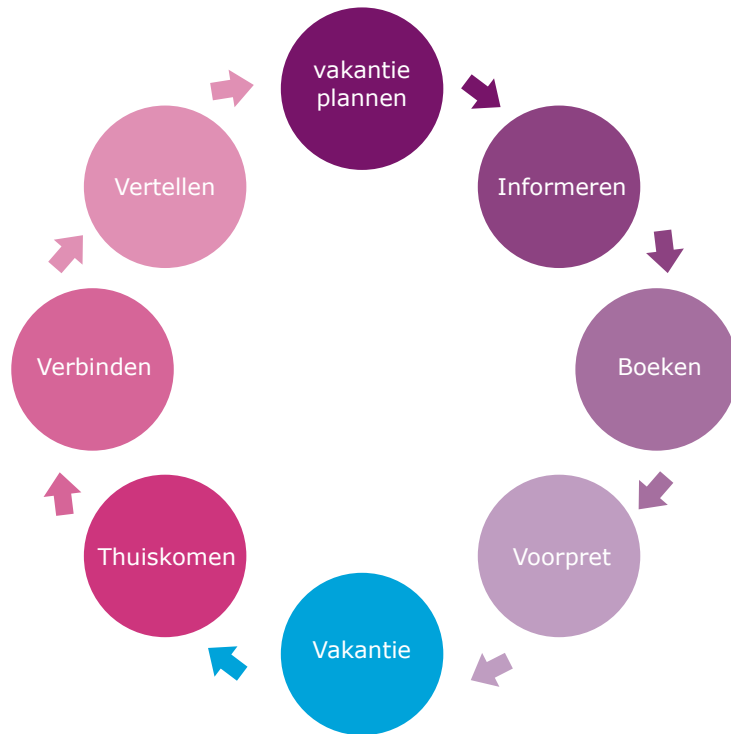 vakantie
plannen
Informeren
Boeken
Voorpret
Vakantie
Thuiskomen
Verbinden
Vertellen